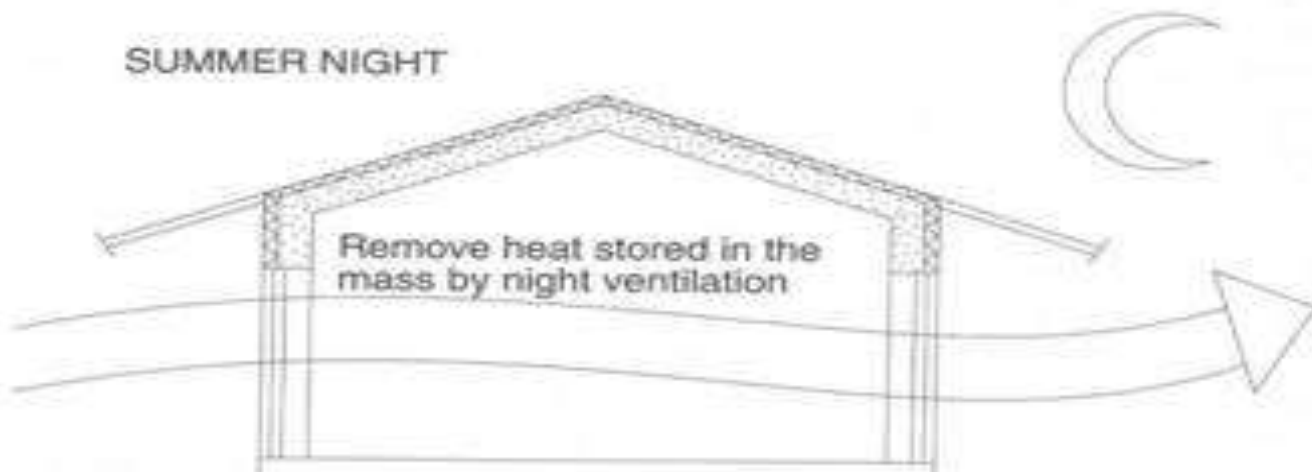 SUMMER NIGHT
Remove heat stored in the
mass by night ventilation